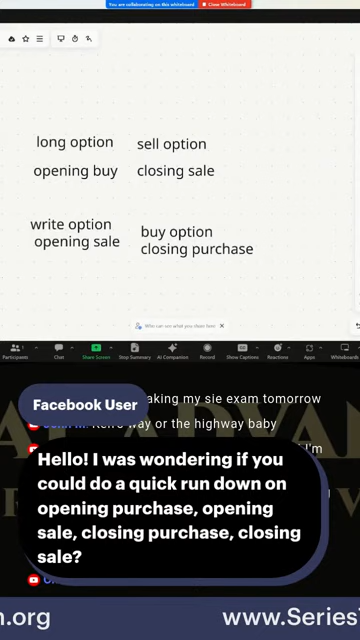 You are collaborating on this whiteboard
Close Whiteboard
long option
sell option
opening buy
closing sale
write option
opening sale
buy option
closing purchase
Who can see what you does here?
Participants
Chat
Share Screen
Stop Summary
AI Companion
Record
Show Captions
Reactions
Apps
Whiteboards
Facebook User
aking my sie exam tomorrow
way or the highway baby
I'm
Hello! I was wondering if you
could do a quick run down on
opening purchase, opening
sale, closing purchase, closing
sale?
n.org
www.Series